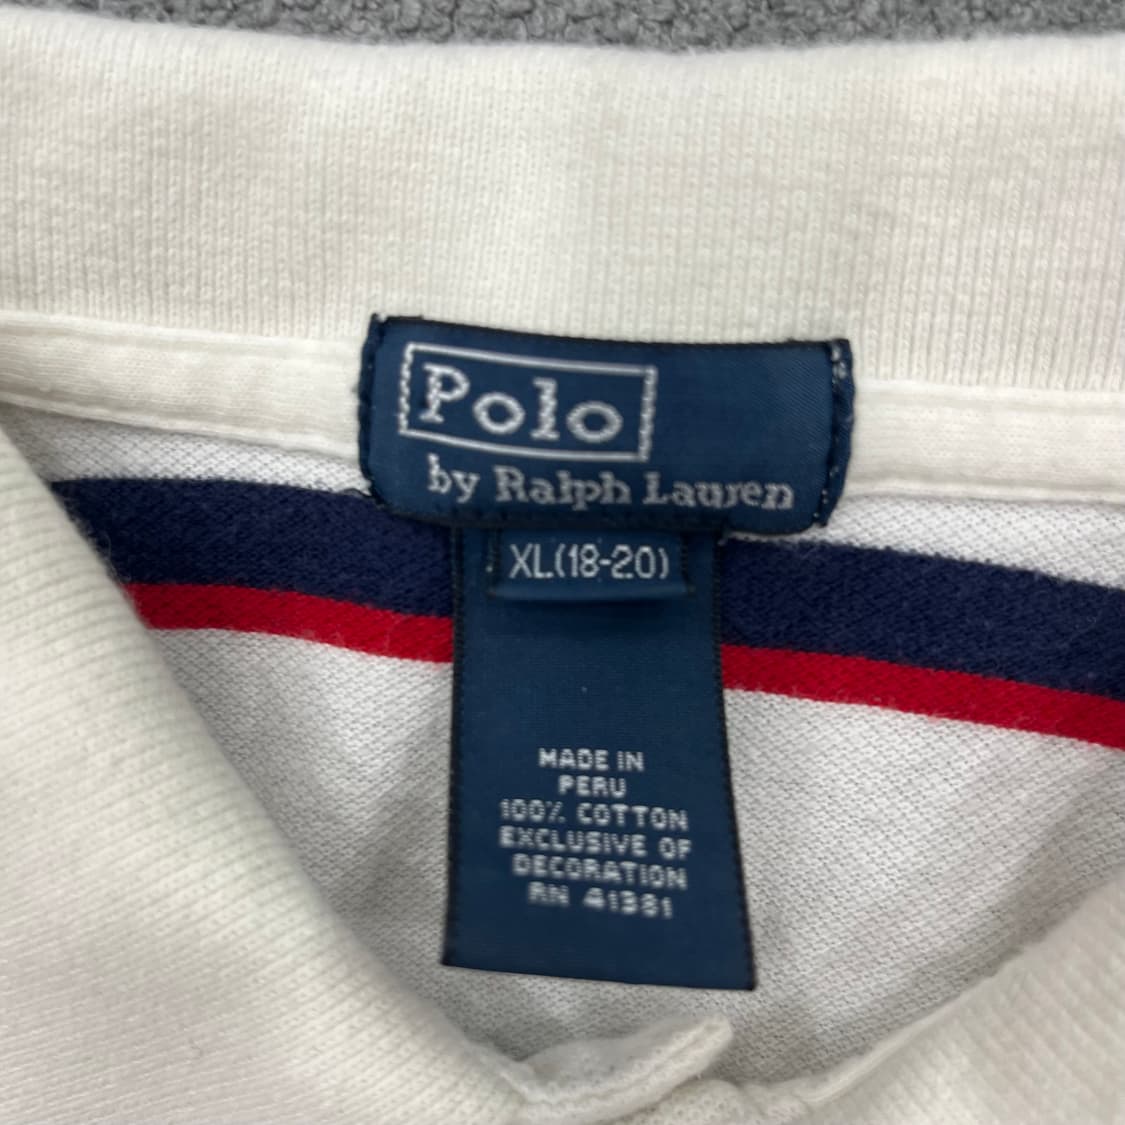 Polo
by Ralph Lauren
XL(18-20)
MADE IN
PERU
100% COTTON
EXCLUSIVE OF
DECORATION
RN 41381